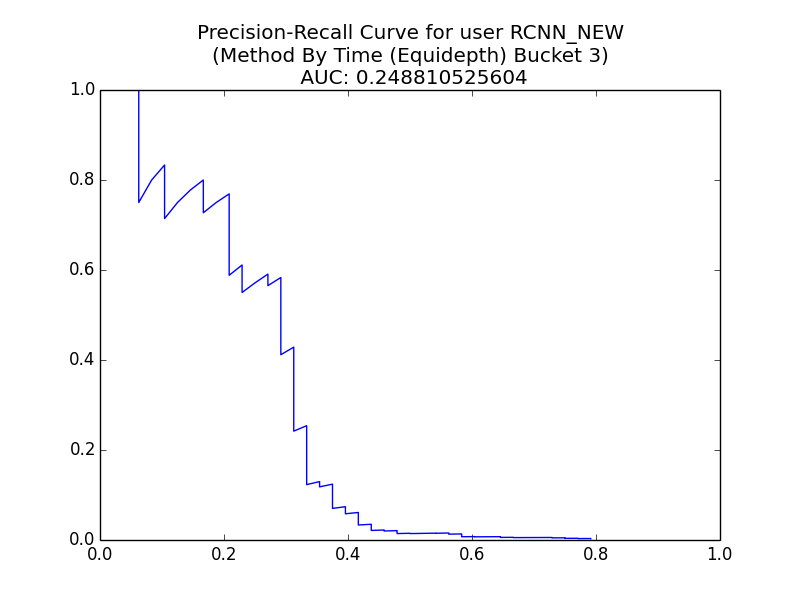 Precision-Recall Curve for user RCNN_NEW
(Method By Time (Equidepth) Bucket 3)
AUC: 0.248810525604
1.0
0.8
0.6
0.4
0.2
0.0
0.0 0.2 0.4 0.6 0.8 1.0